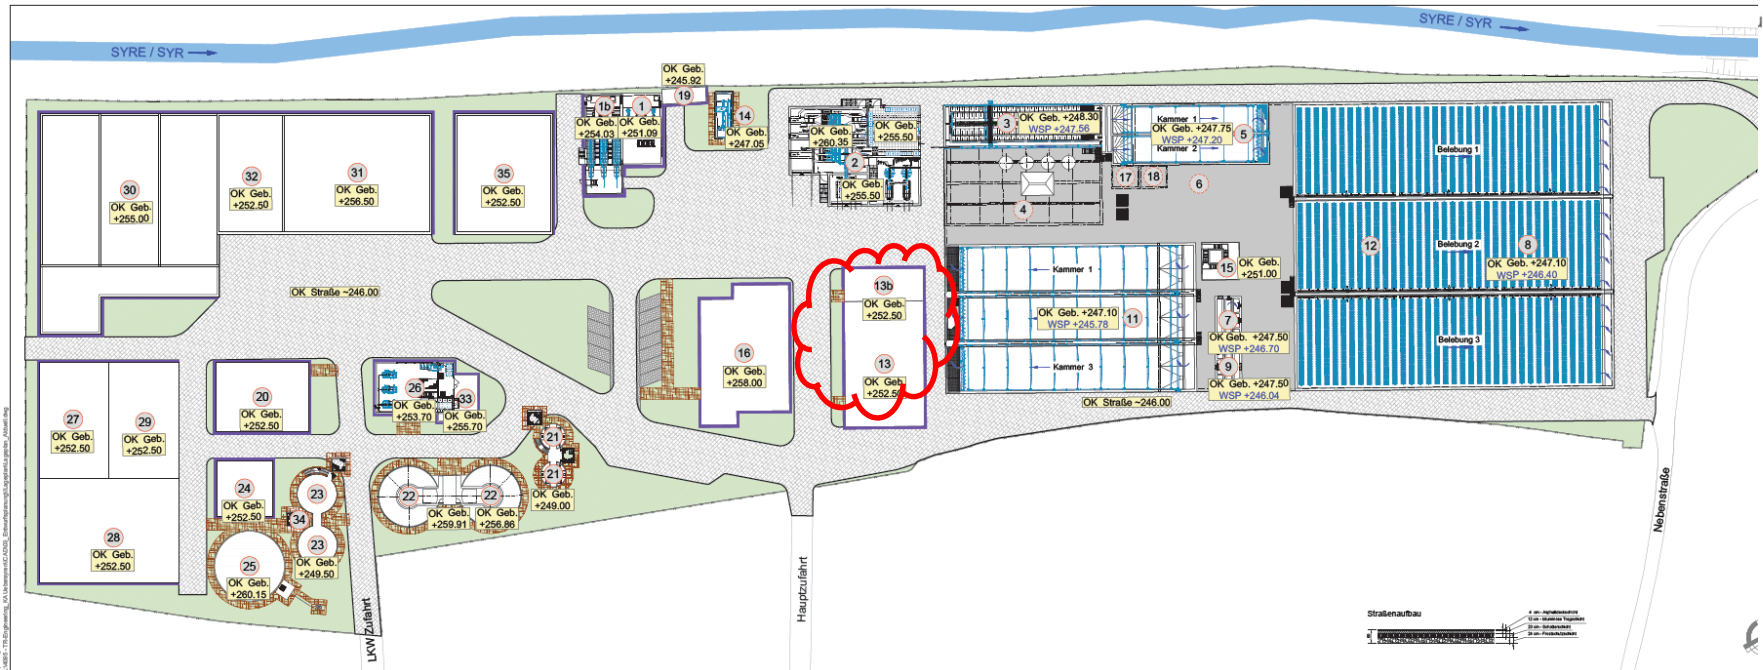 SYRE / SYR
SYRE / SYR
OK Geb.
+245.92
19
1b
1
OK Geb.
+254.03
OK Geb.
+251.09
14
OK Geb.
+247.05
OK Geb.
+260.35
OK Geb.
+255.50
2
OK Geb.
+255.50
3
OK Geb. +248.30
WSP +247.56
Kammer 1
OK Geb. +247.75
WSP +247.20
Kammer 2
5
17
18
6
4
Belebung 1
30
OK Geb.
+255.00
32
OK Geb.
+252.50
31
OK Geb.
+256.50
35
OK Geb.
+252.50
12
Belebung 2
8
OK Geb. +247.10
WSP +246.40
15
OK Geb.
+251.00
Kammer 1
OK Geb. +247.10
WSP +245.78
11
Kammer 3
7
OK Geb. +247.50
WSP +246.70
9
OK Geb. +247.50
WSP +246.04
Belebung 3
OK Straße ~246.00
13b
OK Geb.
+252.50
13
OK Geb.
+252.50
16
OK Geb.
+258.00
OK Straße ~246.00
20
OK Geb.
+252.50
26
OK Geb.
+253.70
33
OK Geb.
+255.70
27
OK Geb.
+252.50
29
OK Geb.
+252.50
21
21
OK Geb.
+249.00
22
22
OK Geb.
+259.91
OK Geb.
+256.86
24
OK Geb.
+252.50
23
34
23
OK Geb.
+249.50
25
OK Geb.
+260.15
28
OK Geb.
+252.50
LKW Zufahrt
Hauptzufahrt
Nebenstraße
Straßenaufbau